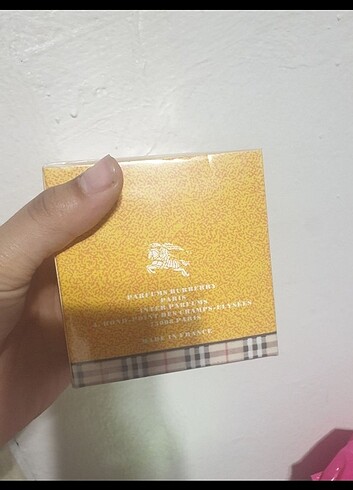 PARFUMS BURBERRY
PARIS
INTER PARFUMS
4, ROND-POINT DES CHAMPS-ELYSEES
75008 PARIS
MADE IN FRANCE